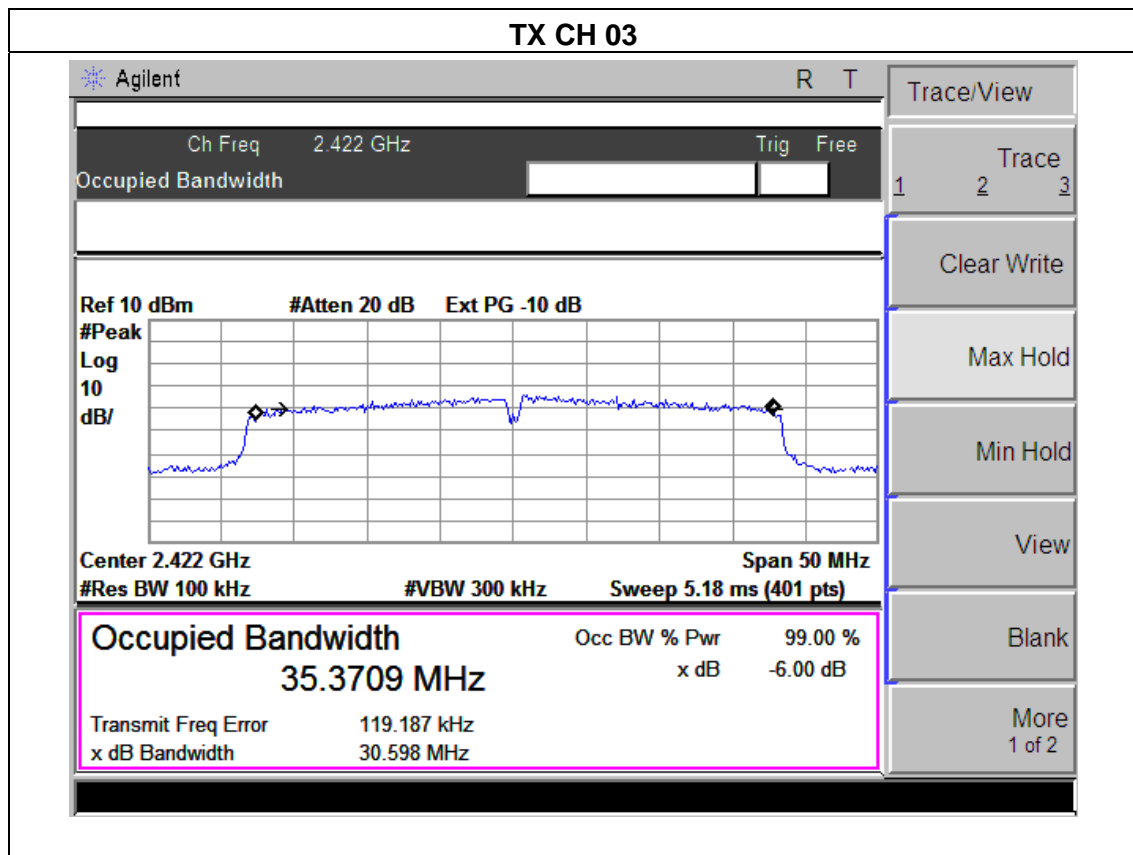 TX CH 03
Agilent R T
Trace/View
Ch Freq 2.422 GHz Trig Free
Occupied Bandwidth
Trace
1 2 3
Clear Write
Max Hold
Min Hold
View
Blank
More
1 of 2
Ref 10 dBm #Atten 20 dB Ext PG -10 dB
#Peak
Log
10
dB/
Center 2.422 GHz Span 50 MHz
#Res BW 100 kHz #VBW 300 kHz Sweep 5.18 ms (401 pts)
Occupied Bandwidth Occ BW % Pwr 99.00 %
35.3709 MHz x dB -6.00 dB
Transmit Freq Error 119.187 kHz
x dB Bandwidth 30.598 MHz